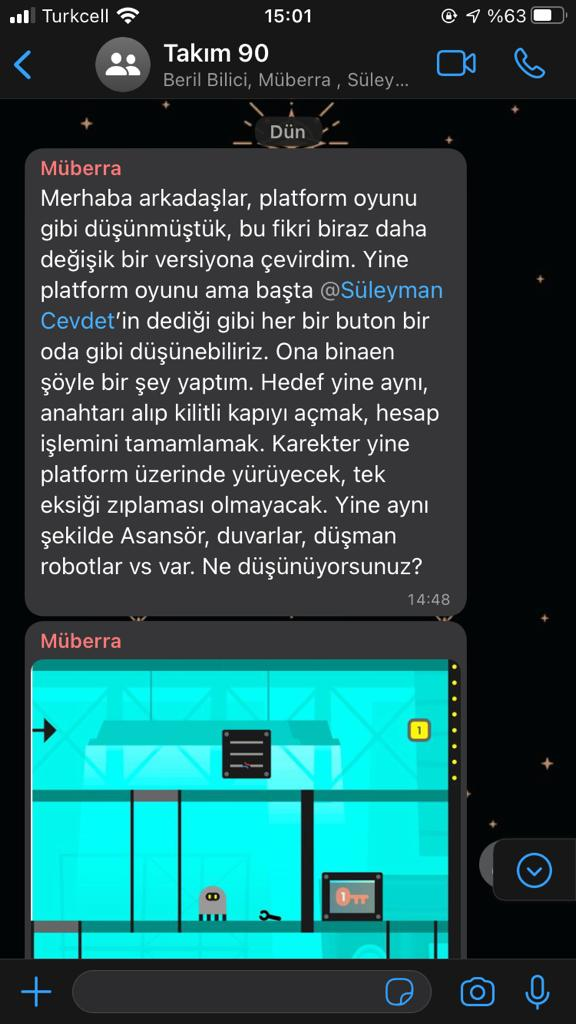 Turkcell 15:01 %63
Takım 90
Beril Bilici, Müberra , Süley...
Dün
Müberra
Merhaba arkadaşlar, platform oyunu
gibi düşünmüştük, bu fikri biraz daha
değişik bir versiyona çevirdim. Yine
platform oyunu ama başta @Süleyman
Cevdet’in dediği gibi her bir buton bir
oda gibi düşünebiliriz. Ona binaen
şöyle bir şey yaptım. Hedef yine aynı,
anahtarı alıp kilitli kapıyı açmak, hesap
işlemini tamamlamak. Karekter yine
platform üzerinde yürüyecek, tek
eksiği zıplaması olmayacak. Yine aynı
şekilde Asansör, duvarlar, düşman
robotlar vs var. Ne düşünüyorsunuz?
14:48
Müberra
1
1